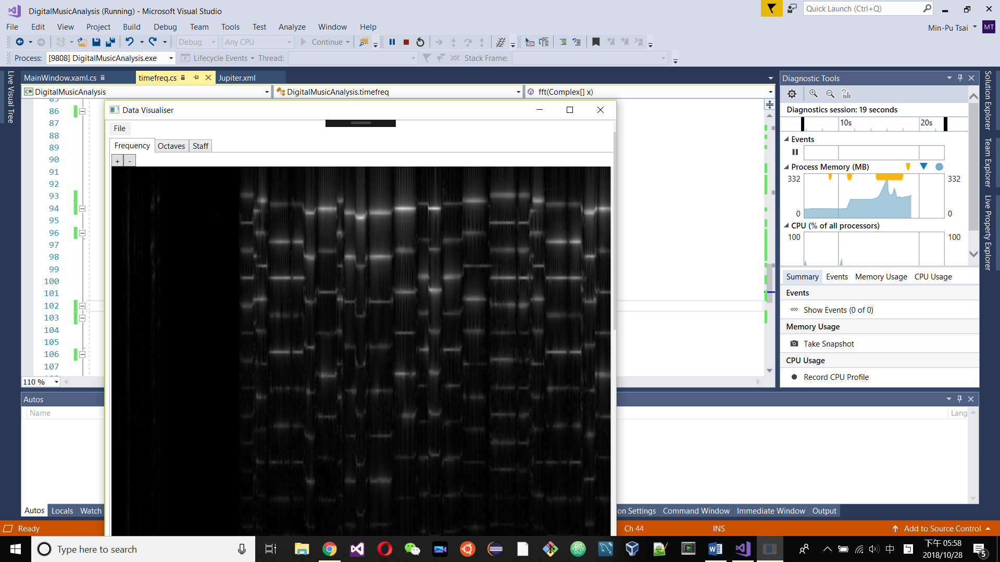 DigitalMusicAnalysis (Running) - Microsoft Visual Studio
Quick Launch (Ctrl+Q)
File Edit View Project Build Debug Team Tools Test Analyze Window Help
Min-Pu Tsai MT
Debug Any CPU Continue
Process: [9808] DigitalMusicAnalysis.exe Lifecycle Events Thread: Stack Frame:
Live Visual Tree
MainWindow.xaml.cs timefreq.cs Jupiter.xml
DigitalMusicAnalysis DigitalMusicAnalysis.timefreq fft(Complex[] x)
86
87
88
89
90
91
92
93
94
95
96
97
98
99
100
101
102
103
104
105
106
107
110 %
Data Visualiser
File
Frequency Octaves Staff
+ -
Diagnostic Tools
Diagnostics session: 19 seconds
10s 20s
Events
Process Memory (MB)
332 332
0 0
CPU (% of all processors)
100 100
Summary Events Memory Usage CPU Usage
Events
Show Events (0 of 0)
Memory Usage
Take Snapshot
CPU Usage
Record CPU Profile
Solution Explorer
Team Explorer
Live Property Explorer
Autos
Name
Lang
Autos Locals Watch
on Settings Command Window Immediate Window Output
Ready
Ch 44 INS
Add to Source Control
Type here to search
中
下午 05:58
2018/10/28
5